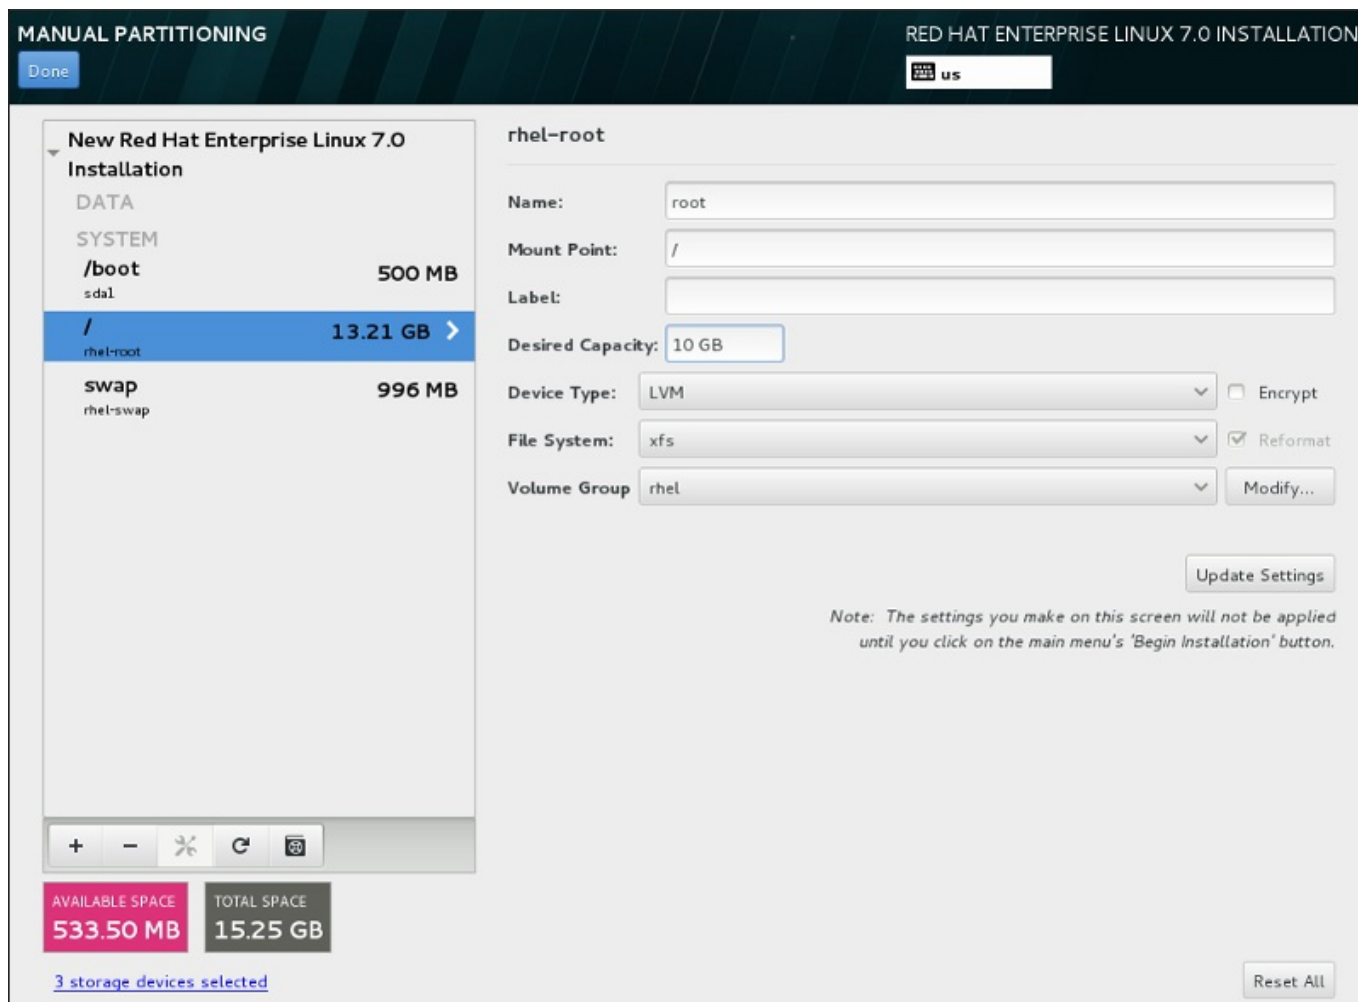 MANUAL PARTITIONING
RED HAT ENTERPRISE LINUX 7.0 INSTALLATION
Done
us
New Red Hat Enterprise Linux 7.0
Installation
DATA
SYSTEM
/boot 500 MB
sda1
/ 13.21 GB
rhel-root
swap 996 MB
rhel-swap
AVAILABLE SPACE
533.50 MB
TOTAL SPACE
15.25 GB
3 storage devices selected
rhel-root
Name: root
Mount Point: /
Label:
Desired Capacity: 10 GB
Device Type: LVM Encrypt
File System: xfs Reformat
Volume Group rhel Modify...
Update Settings
Note: The settings you make on this screen will not be applied
until you click on the main menu's 'Begin Installation' button.
Reset All